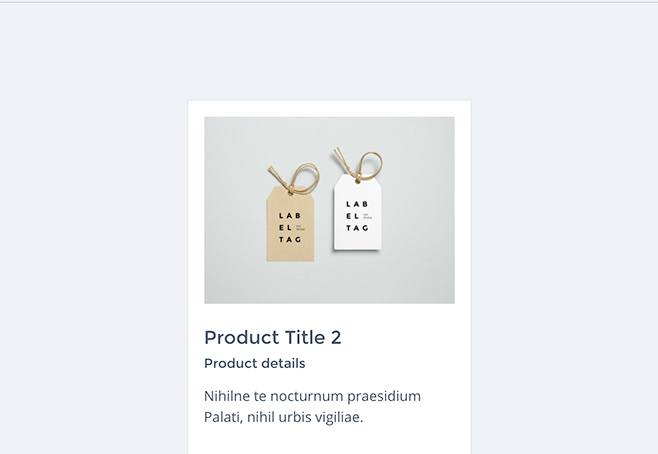 LAB
EL
TAG
LAB
EL
TAG
Product Title 2
Product details
Nihilne te nocturnum praesidium
Palati, nihil urbis vigiliae.